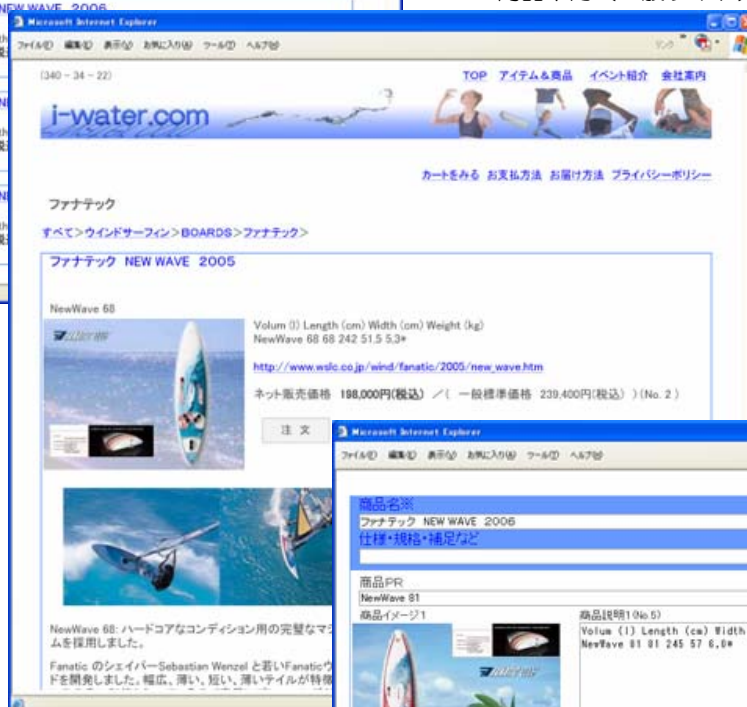 NEW WAVE 2006
Microsoft Internet Explorer
ファイル(F) 編集(E) 表示(V) お気に入り(A) ツール(T) ヘルプ(H)
(340 - 34 - 22)
TOP アイテム&商品 イベント紹介 会社案内
i-water.com
カートをみる お支払方法 お届け方法 プライバシーポリシー
ファナテック
すべて>ウインドサーフィン>BOARDS>ファナテック>
ファナテック NEW WAVE 2005
NewWave 68
Volum (l) Length (cm) Width (cm) Weight (kg)
NewWave 68 68 242 51.5 5,3*
http://www.wslc.co.jp/wind/fanatic/2005/new_wave.htm
ネット販売価格 198,000円(税込) /( 一般標準価格 239,400円(税込) )(No. 2 )
注 文
NewWave 68: ハードコアなコンディション用の完璧なマシ
ムを採用しました。
Fanatic のシェイパーSebastian Wenzel と若いFanaticウ
ドを開発しました。幅広、薄い、短い、薄いテイルが特徴
Microsoft Internet Explorer
ファイル(F) 編集(E) 表示(V) お気に入り(A) ツール(T) ヘルプ(H)
商品名※
ファナテック NEW WAVE 2006
仕様・規格・補足など
商品PR
NewWave 81
商品イメージ1
商品説明1(No.5)
Volum (l) Length (cm) Width
NewWave 81 81 245 57 6,0*